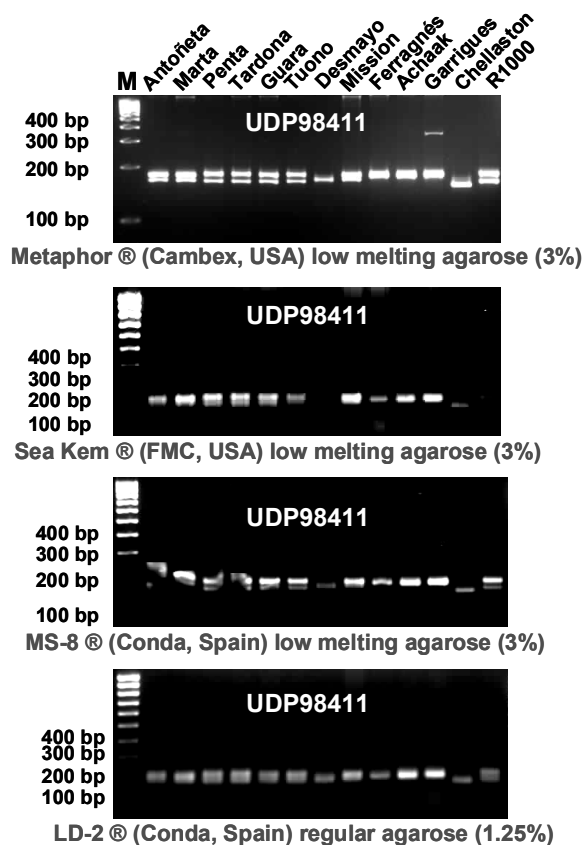 M Antoñeta Marta Penta Tardona Guara Tuono Desmayo Mission Ferragnés Achaak Garrigues Chellaston R1000
UDP98411
400 bp
300 bp
200 bp
100 bp
Metaphor ® (Cambex, USA) low melting agarose (3%)
UDP98411
400 bp
300 bp
200 bp
100 bp
Sea Kem ® (FMC, USA) low melting agarose (3%)
UDP98411
400 bp
300 bp
200 bp
100 bp
MS-8 ® (Conda, Spain) low melting agarose (3%)
UDP98411
400 bp
300 bp
200 bp
100 bp
LD-2 ® (Conda, Spain) regular agarose (1.25%)